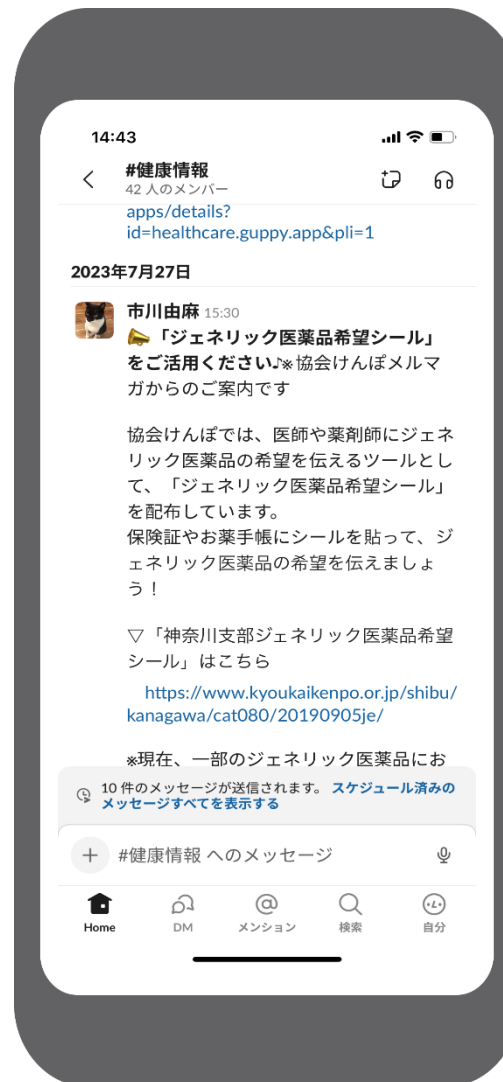 14:43
#健康情報
42 人のメンバー
apps/details?
id=healthcare.guppy.app&pli=1
2023年7月27日
市川由麻 15:30
「ジェネリック医薬品希望シール」
をご活用ください♪※協会けんぽメルマ
ガからのご案内です
協会けんぽでは、医師や薬剤師にジェネ
リック医薬品の希望を伝えるツールとし
て、「ジェネリック医薬品希望シール」
を配布しています。
保険証やお薬手帳にシールを貼って、ジ
ェネリック医薬品の希望を伝えましょ
う！
▽「神奈川支部ジェネリック医薬品希望
シール」はこちら
https://www.kyoukaikenpo.or.jp/shibu/
kanagawa/cat080/20190905je/
※現在、一部のジェネリック医薬品にお
10 件のメッセージが送信されます。 スケジュール済みの
メッセージすべてを表示する
#健康情報 へのメッセージ
Home
DM
メンション
検索
自分